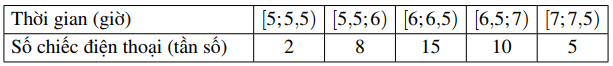 Thời gian (giờ) [5;5,5) [5,5;6) [6;6,5) [6,5;7) [7;7,5)
Số chiếc điện thoại (tần số) 2 8 15 10 5